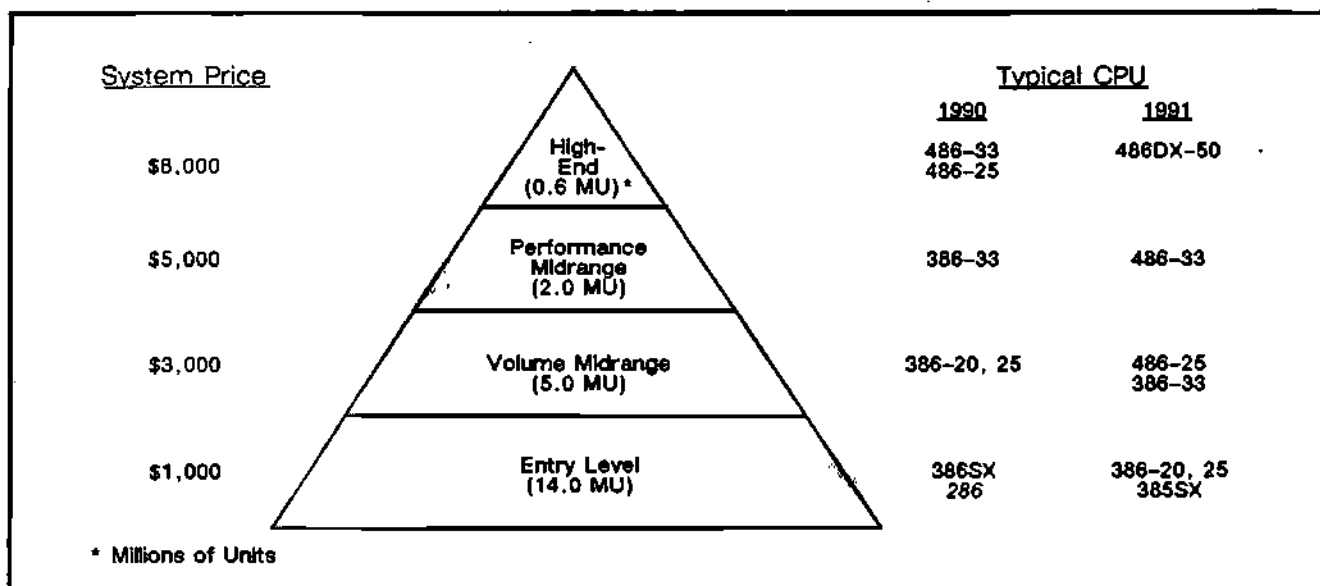 System Price
Typical CPU
1990 1991
$8,000
High-
End
(0.6 MU)*
486-33 486DX-50
486-25
$5,000
Performance
Midrange
(2.0 MU)
386-33 486-33
$3,000
Volume Midrange
(5.0 MU)
386-20, 25 486-25
386-33
$1,000
Entry Level
(14.0 MU)
386SX 386-20, 25
286 385SX
* Millions of Units